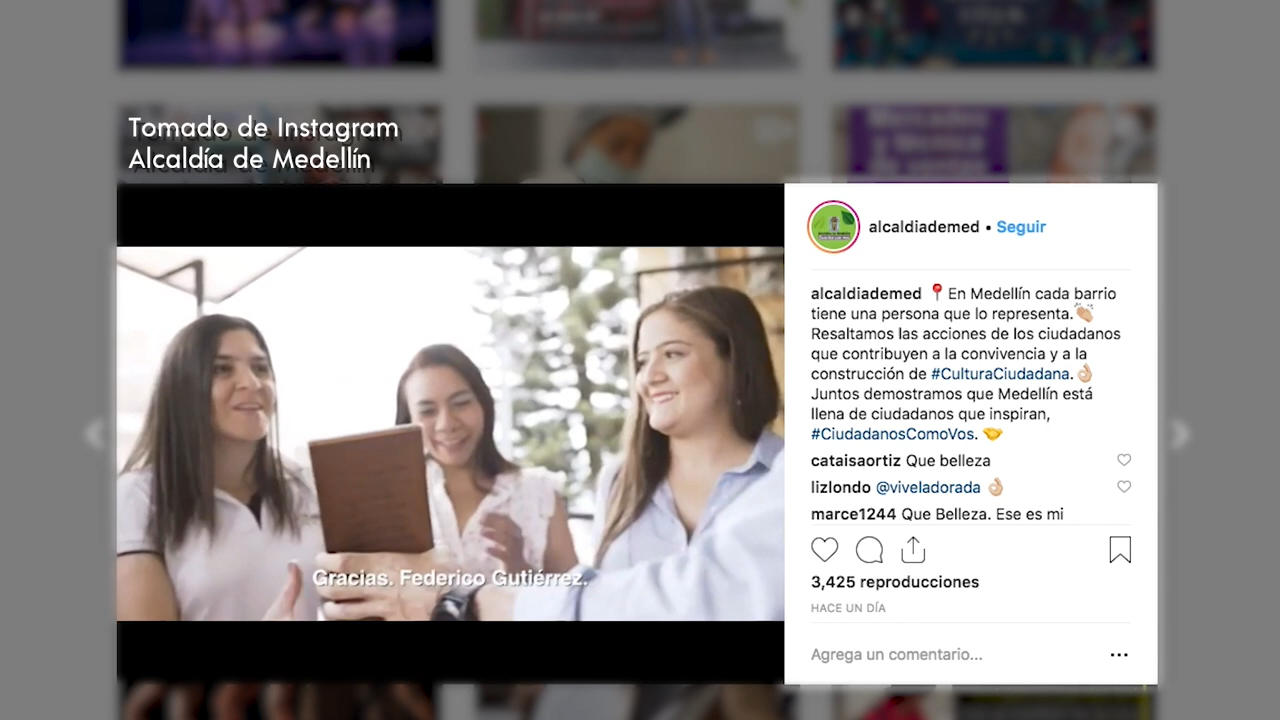 Tomado de Instagram
Alcaldía de Medellín
alcaldiademed • Seguir
alcaldiademed 📍 En Medellín cada barrio
tiene una persona que lo representa.👏🏼
Resaltamos las acciones de los ciudadanos
que contribuyen a la convivencia y a la
construcción de #CulturaCiudadana.👌🏼
Juntos demostramos que Medellín está
llena de ciudadanos que inspiran,
#CiudadanosComoVos. 🤝
cataisaortiz Que belleza
lizlondo @viveladorada 👌🏼
marce1244 Que Belleza. Ese es mi
Gracias. Federico Gutiérrez.
3,425 reproducciones
HACE UN DÍA
Agrega un comentario...